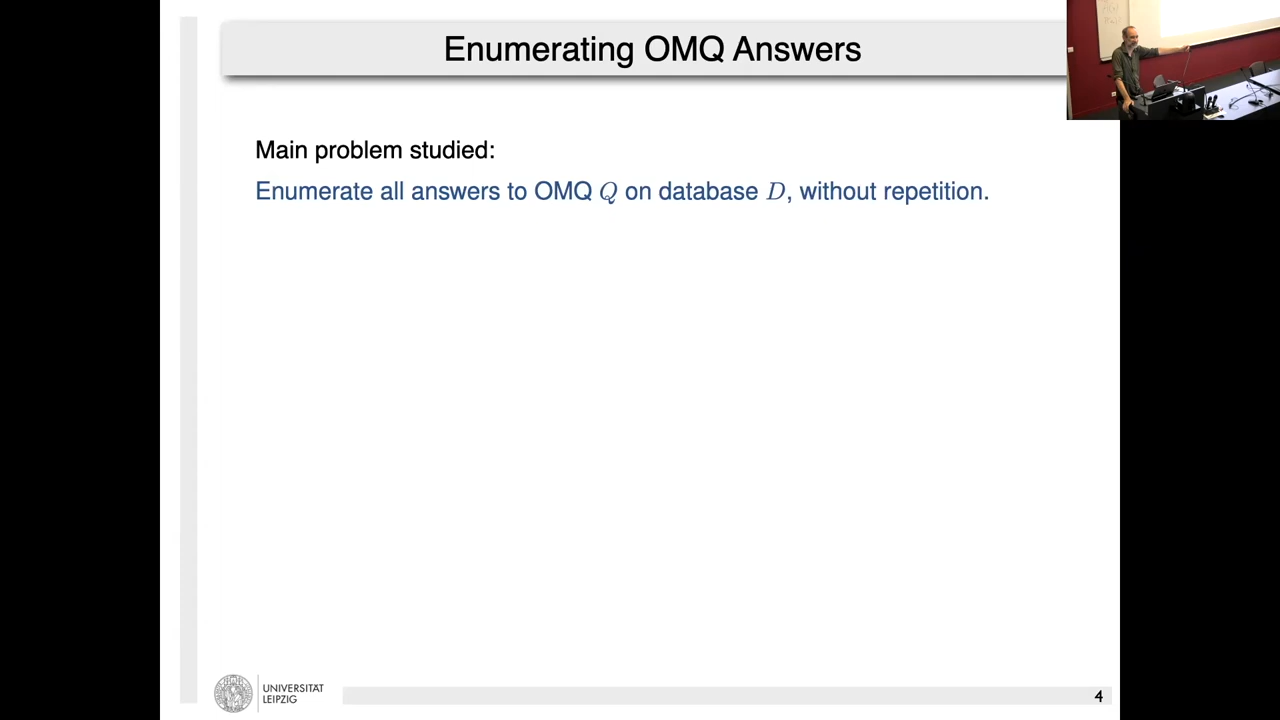 Enumerating OMQ Answers
Main problem studied:
Enumerate all answers to OMQ Q on database D, without repetition.
UNIVERSITÄT
LEIPZIG
4